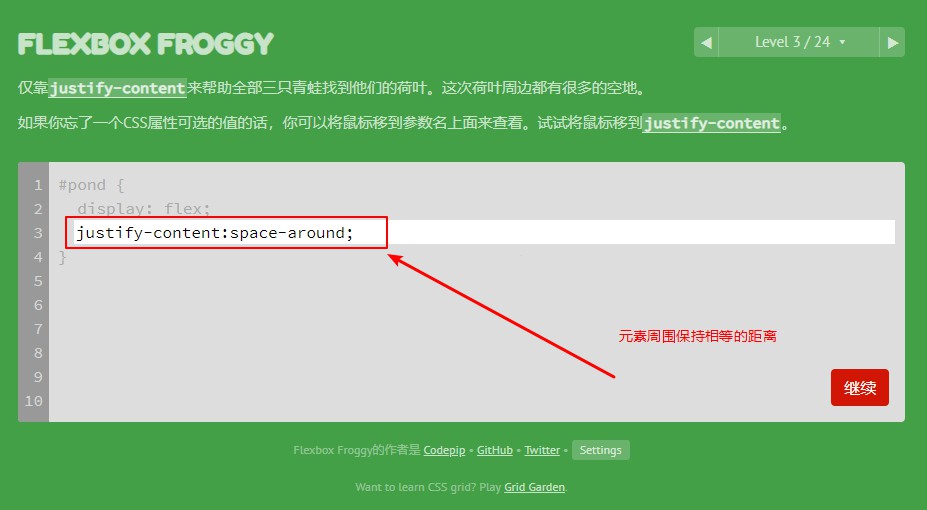 FLEXBOX FROGGY
◀ Level 3 / 24 ▼ ▶
仅靠justify-content来帮助全部三只青蛙找到他们的荷叶。这次荷叶周边都有很多的空地。
如果你忘了一个CSS属性可选的值的话，你可以将鼠标移到参数名上面来查看。试试将鼠标移到justify-content。
1 #pond {
2 display: flex;
3 justify-content:space-around;
4 }
5
6
7
元素周围保持相等的距离
8
9
继续
10
Flexbox Froggy的作者是 Codepip • GitHub • Twitter • Settings
Want to learn CSS grid? Play Grid Garden.